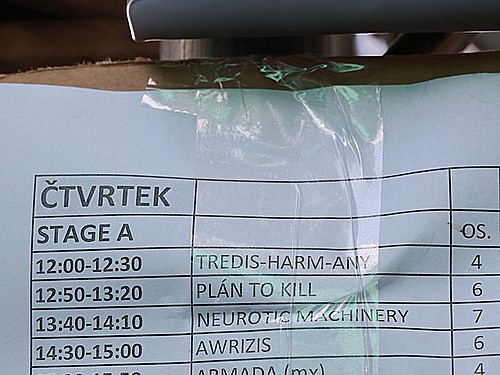 ČTVRTEK
STAGE A OS.
12:00-12:30 TREDIS-HARM-ANY 4
12:50-13:20 PLÁN TO KILL 6
13:40-14:10 NEUROTIC MACHINERY 7
14:30-15:00 AWRIZIS 6
ARMADA (mx) 4